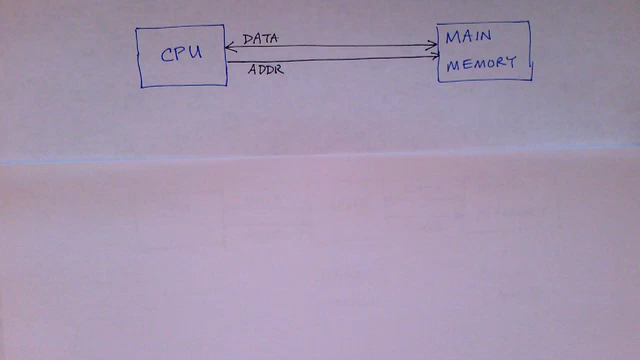 DATA
CPU
ADDR
MAIN
MEMORY